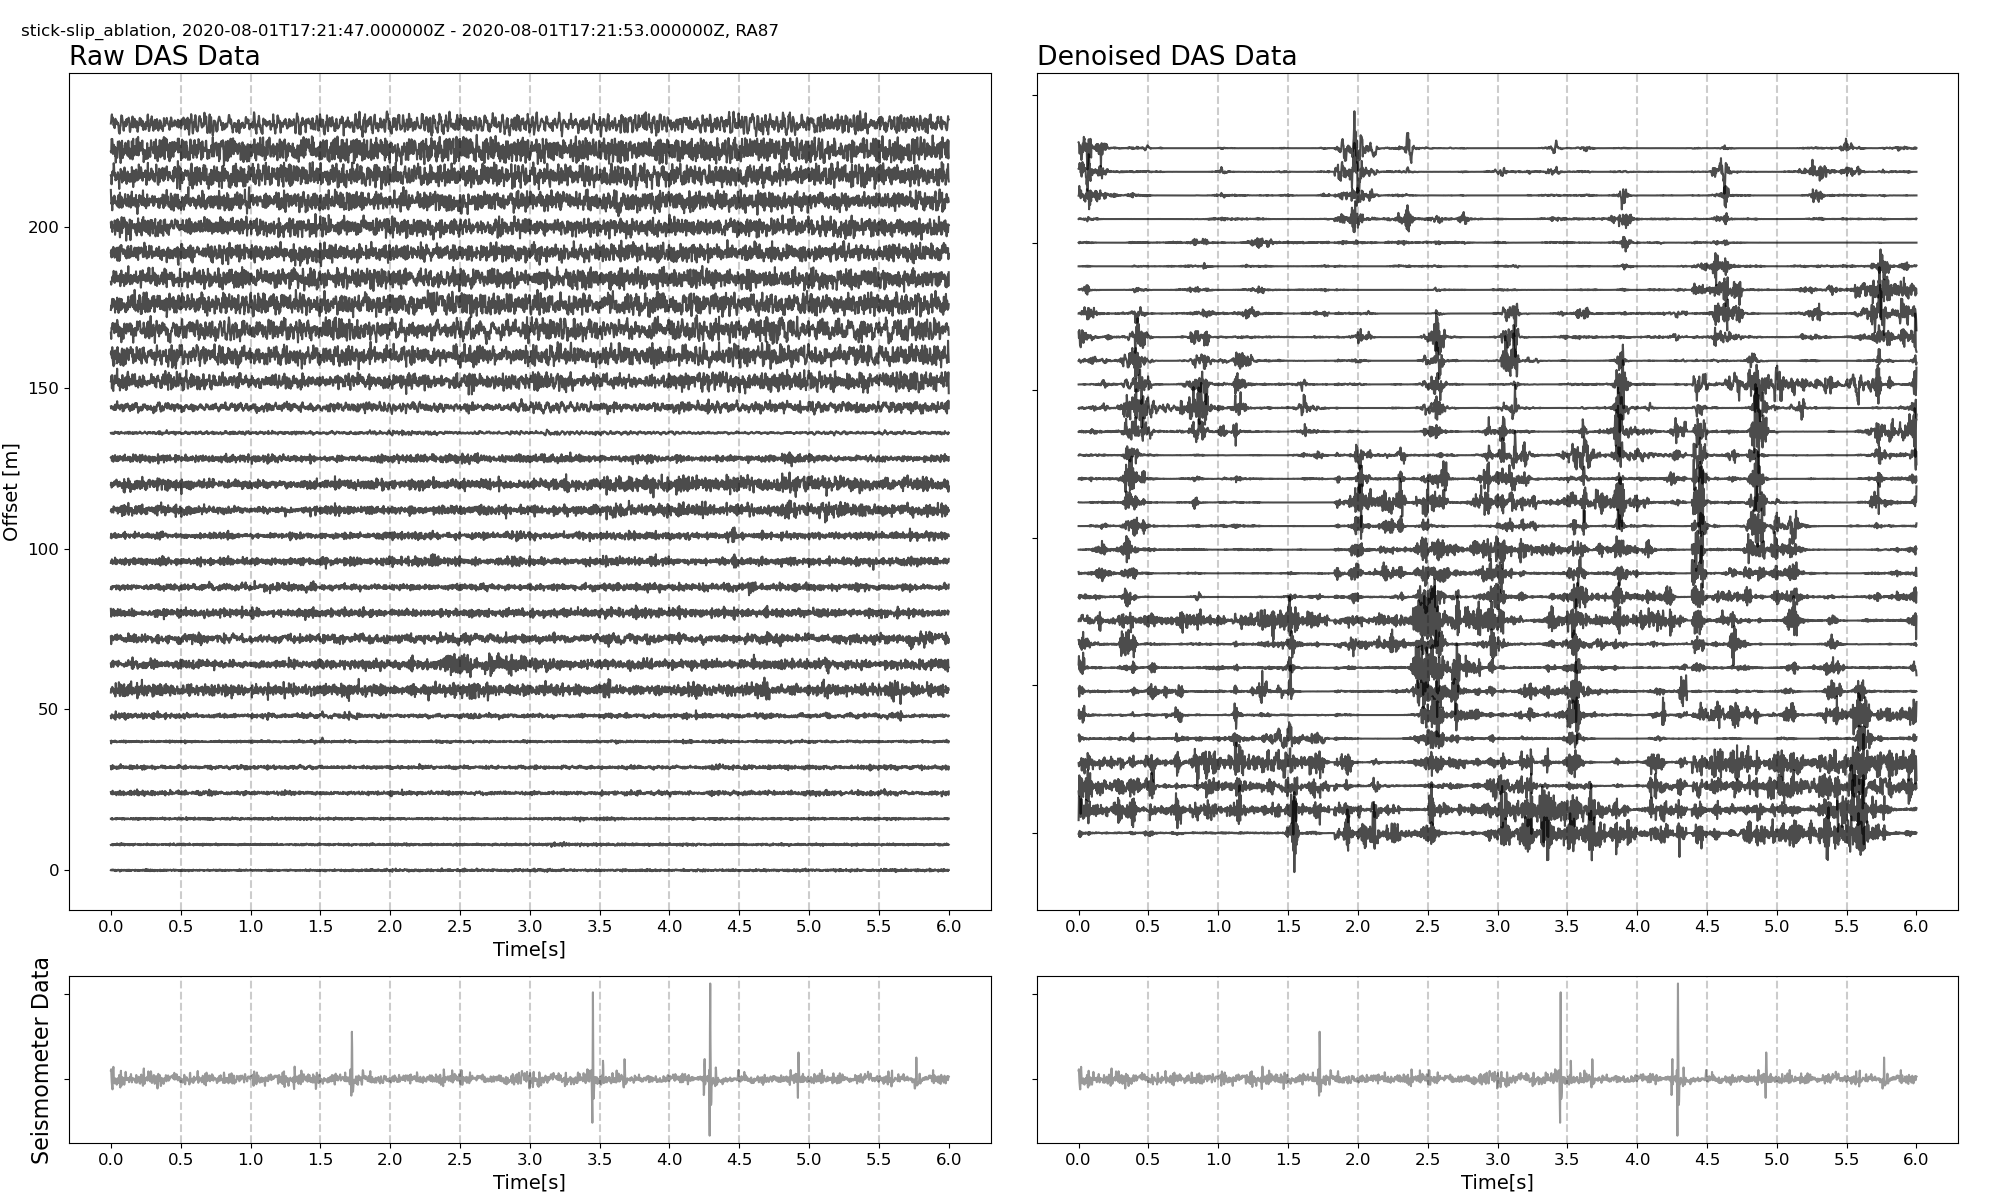 stick-slip_ablation, 2020-08-01T17:21:47.000000Z - 2020-08-01T17:21:53.000000Z, RA87
Raw DAS Data
Denoised DAS Data
Offset [m]
200
150
100
50
0
0.0 0.5 1.0 1.5 2.0 2.5 3.0 3.5 4.0 4.5 5.0 5.5 6.0
Time[s]
0.0 0.5 1.0 1.5 2.0 2.5 3.0 3.5 4.0 4.5 5.0 5.5 6.0
Seismometer Data
0.0 0.5 1.0 1.5 2.0 2.5 3.0 3.5 4.0 4.5 5.0 5.5 6.0
Time[s]
0.0 0.5 1.0 1.5 2.0 2.5 3.0 3.5 4.0 4.5 5.0 5.5 6.0
Time[s]